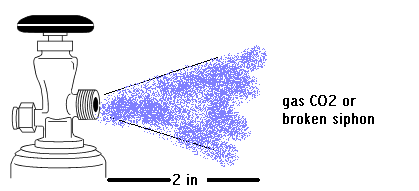 gas CO2 or
broken siphon
2 in